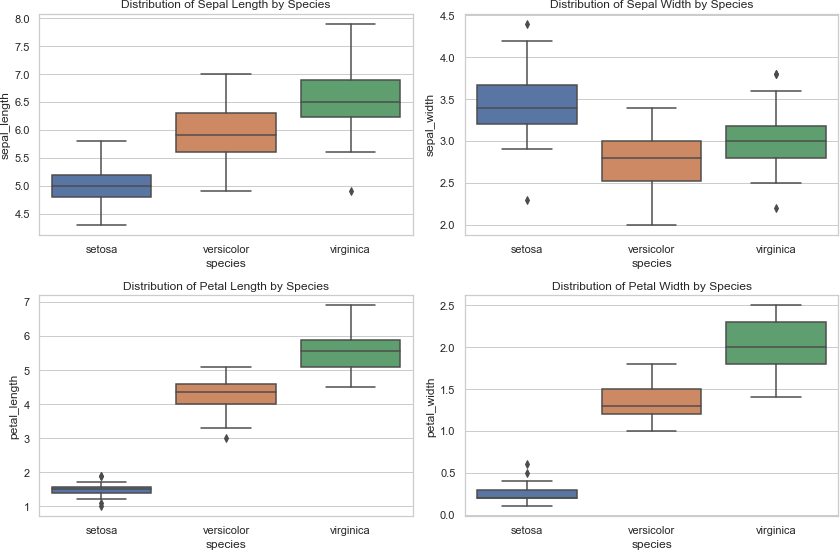 Distribution of Sepal Length by Species
8.0
7.5
7.0
6.5
6.0
5.5
5.0
4.5
sepal_length
setosa versicolor virginica
species
Distribution of Sepal Width by Species
4.5
4.0
3.5
3.0
2.5
2.0
sepal_width
setosa versicolor virginica
species
Distribution of Petal Length by Species
7
6
5
4
3
2
1
petal_length
setosa versicolor virginica
species
Distribution of Petal Width by Species
2.5
2.0
1.5
1.0
0.5
0.0
petal_width
setosa versicolor virginica
species